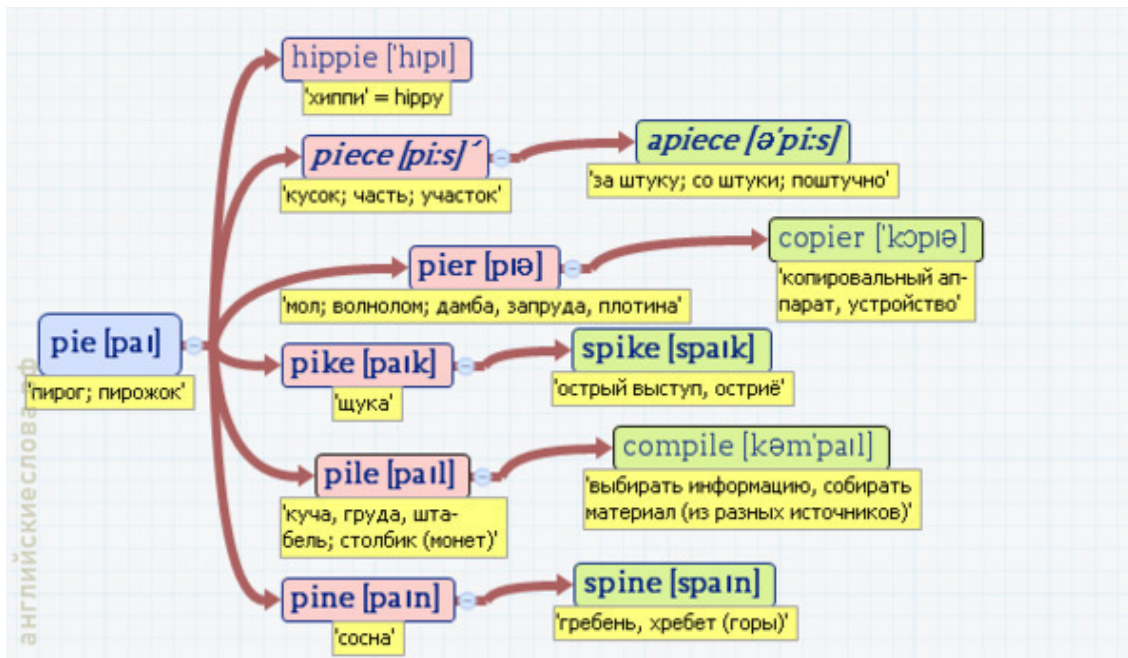 hippie ['hɪpɪ]
'хиппи' = hippy
piece [pi:s]´
'кусок; часть; участок'
apiece [ə'pi:s]
'за штуку; со штуки; поштучно'
pier [pɪə]
'мол; волнолом; дамба, запруда, плотина'
copier ['kɔpɪə]
'копировальный ап-
парат, устройство'
pie [paɪ]
'пирог; пирожок'
pike [paɪk]
'щука'
spike [spaɪk]
'острый выступ, остриё'
pile [paɪl]
'куча, груда, шта-
бель; столбик (монет)'
compile [kəm'paɪl]
'выбирать информацию, собирать
материал (из разных источников)'
pine [paɪn]
'сосна'
spine [spaɪn]
'гребень, хребет (горы)'
английскиеслова.рф